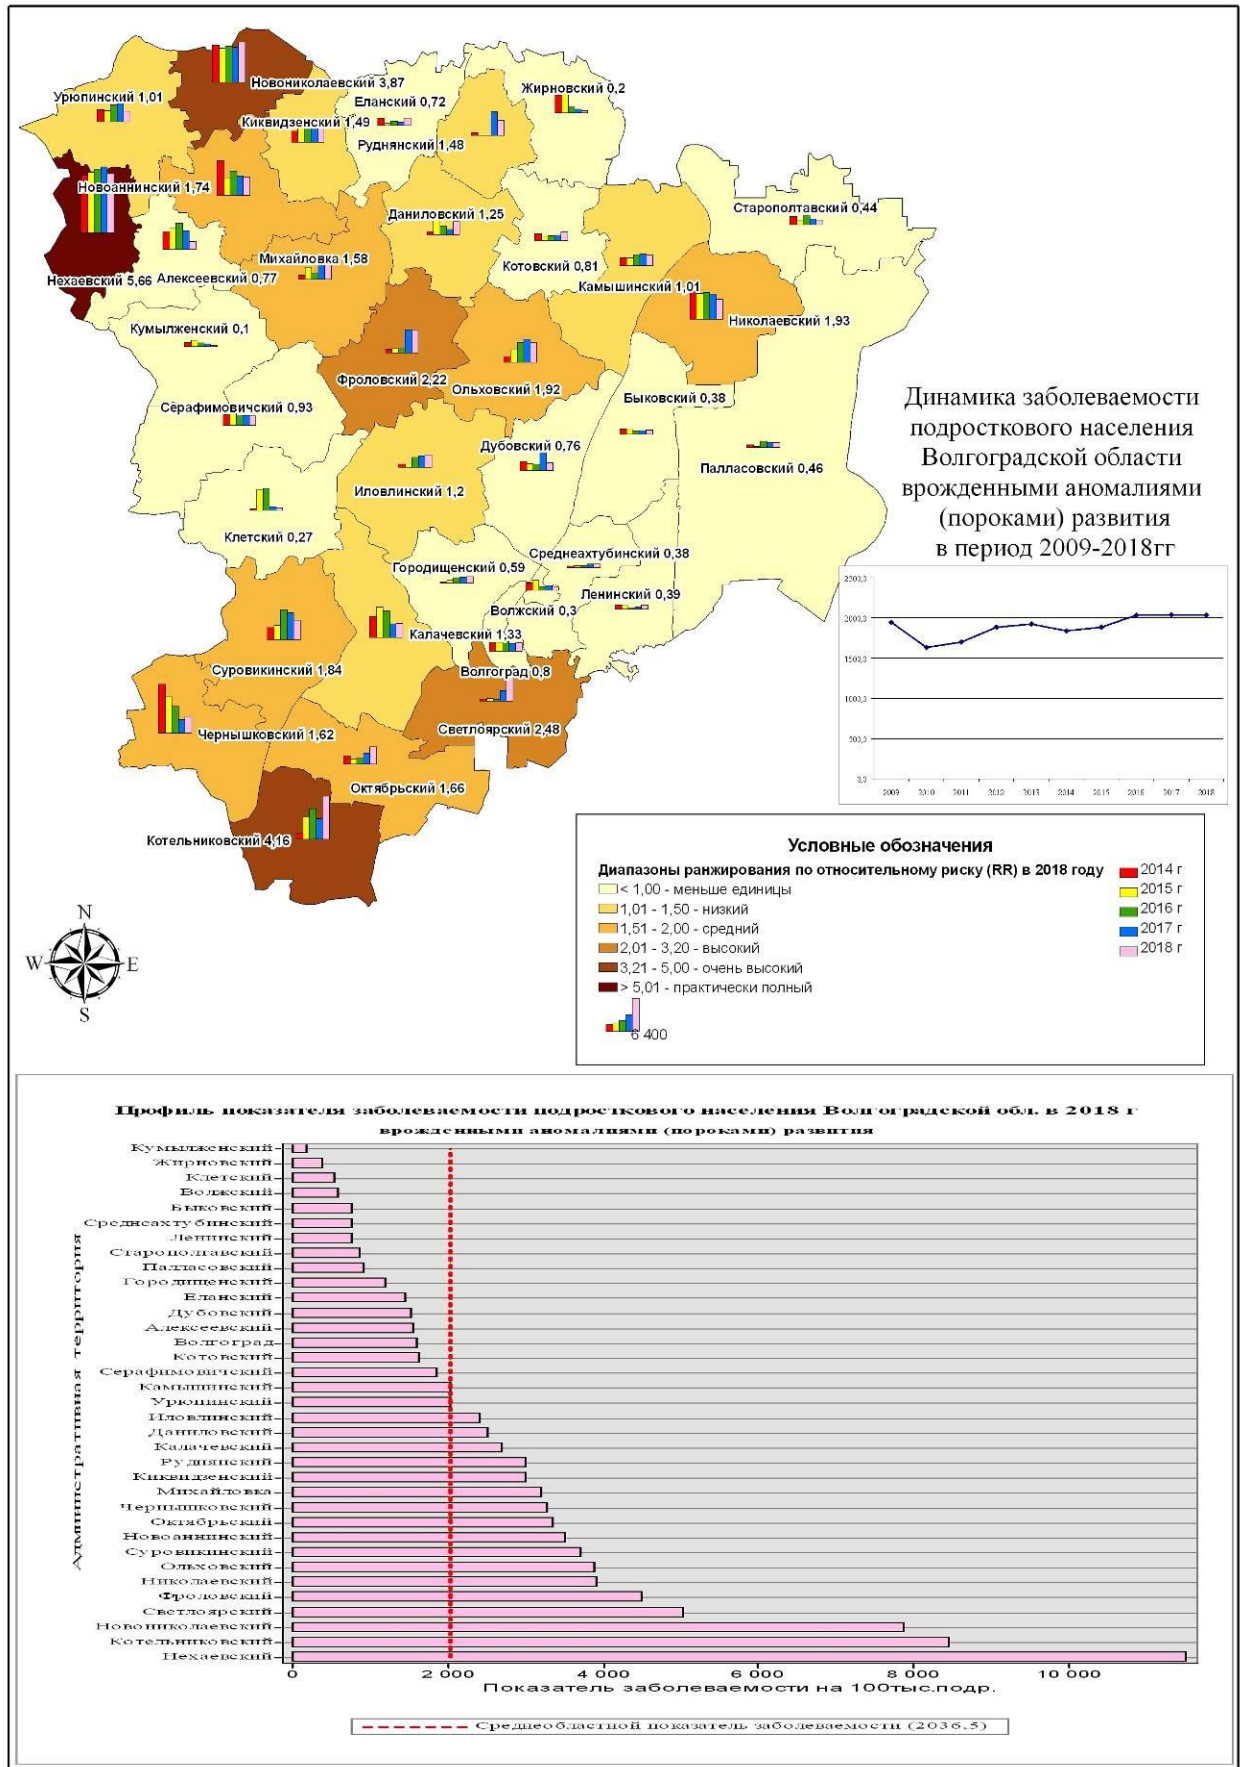 Новониколаевский 3,87
Урюпинский 1,01
Еланский 0,72
Жирновский 0,2
Киквидзенский 1,49
Руднянский 1,48
Новоаннинский 1,74
Даниловский 1,25
Старополтавский 0,44
Михайловка 1,58
Котовский 0,81
Нехаевский 5,66
Алексеевский 0,77
Камышинский 1,01
Николаевский 1,93
Кумылженский 0,1
Фроловский 2,22
Ольховский 1,92
Быковский 0,38
Серафимовичский 0,93
Дубовский 0,76
Палласовский 0,46
Иловлинский 1,2
Клетский 0,27
Среднеахтубинский 0,38
Городищенский 0,59
Ленинский 0,39
Волжский 0,3
Калачевский 1,33
Суровикинский 1,84
Волгоград 0,8
Светлоярский 2,48
Чернышковский 1,62
Октябрьский 1,66
Котельниковский 4,16
Динамика заболеваемости
подросткового населения
Волгоградской области
врожденными аномалиями
(пороками) развития
в период 2009-2018гг
2000,0
1500,0
1000,0
500,0
2009 2010 2011 2012 2013 2014 2015 2016 2017 2018
N
W E
S
Условные обозначения
Диапазоны ранжирования по относительному риску (RR) в 2018 году
< 1,00 - меньше единицы
1,01 - 1,50 - низкий
1,51 - 2,00 - средний
2,01 - 3,20 - высокий
3,21 - 5,00 - очень высокий
> 5,01 - практически полный
6 400
2014 г
2015 г
2016 г
2017 г
2018 г
Профиль показателя заболеваемости подросткового населения Волгоградской обл. в 2018 г
врожденными аномалиями (пороками) развития
Административная территория
Кумылженский
Жирновский
Клетский
Волжский
Быковский
Среднеахтубинский
Ленинский
Старополтавский
Палласовский
Городищенский
Еланский
Дубовский
Алексеевский
Волгоград
Котовский
Серафимовичский
Камышинский
Урюпинский
Иловлинский
Даниловский
Калачевский
Руднянский
Киквидзенский
Михайловка
Чернышковский
Октябрьский
Новоаннинский
Суровикинский
Ольховский
Николаевский
Фроловский
Светлоярский
Новониколаевский
Котельниковский
Нехаевский
0 2 000 4 000 6 000 8 000 10 000
Показатель заболеваемости на 100тыс.подр.
Среднеобластной показатель заболеваемости (2036,5)